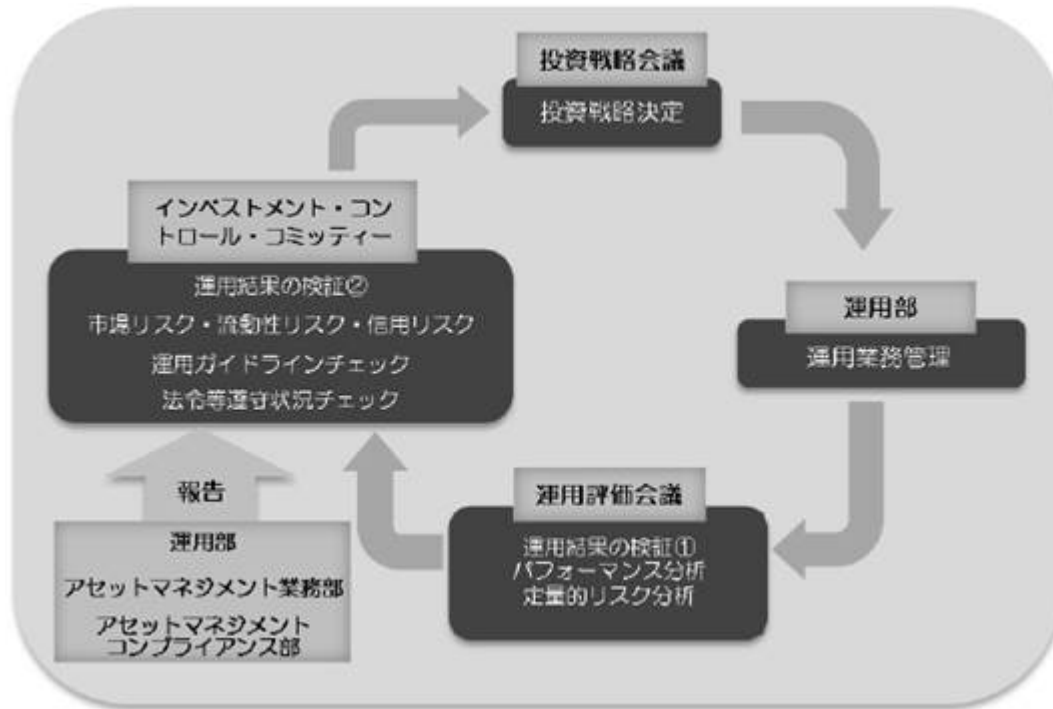 投資戦略会議
投資戦略決定
運用部
運用業務管理
運用評価会議
運用結果の検証①
パフォーマンス分析
定量的リスク分析
インベストメント・コン
トロール・コミッティー
運用結果の検証②
市場リスク・流動性リスク・信用リスク
運用ガイドラインチェック
法令等遵守状況チェック
報告
運用部
アセットマネジメント業務部
アセットマネジメント
コンプライアンス部